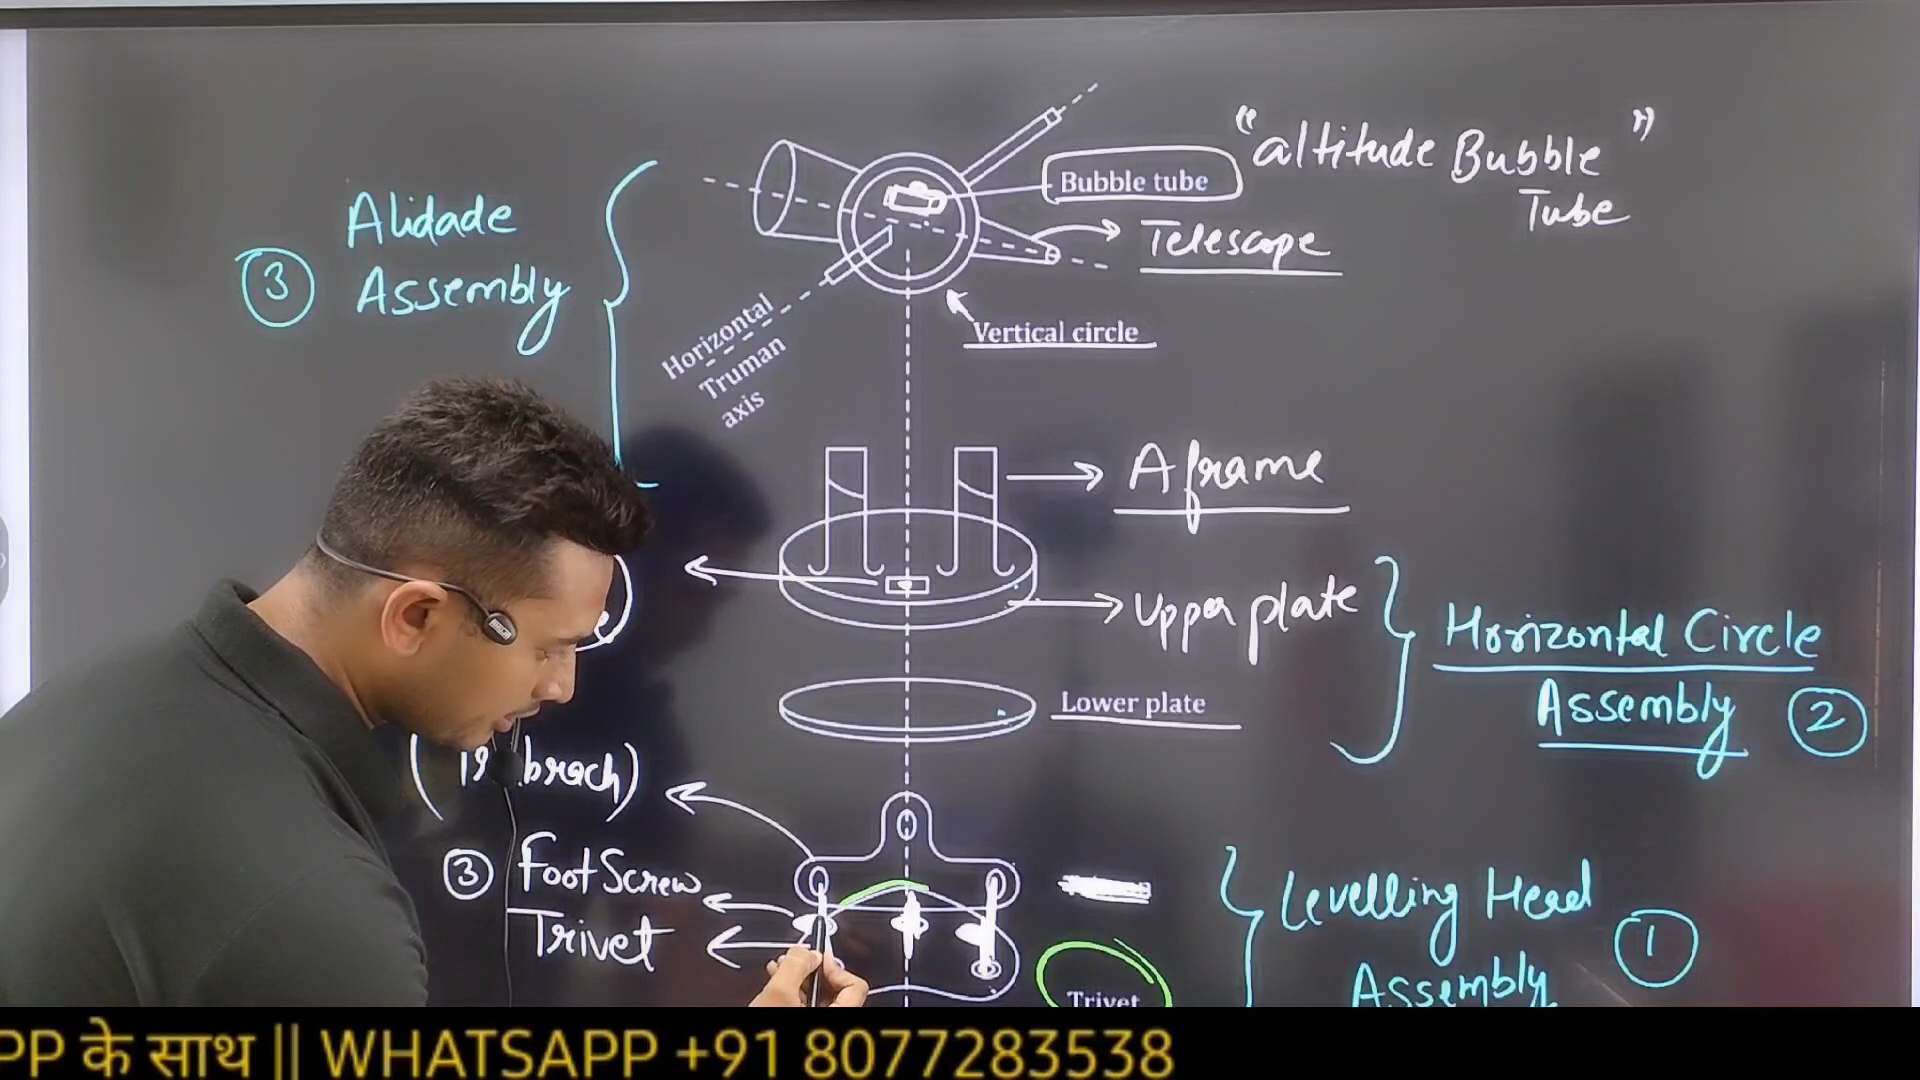 "altitude Bubble
Tube"
Bubble tube
Telescope
Alidade
③ Assembly
Vertical circle
Horizontal
Truman
axis
A frame
Upper plate
Horizontal Circle
Assembly ②
Lower plate
brach)
③ Foot Screw
Trivet
Levelling Head
Assembly ①
Trivet
PP के साथ || WHATSAPP +91 8077283538